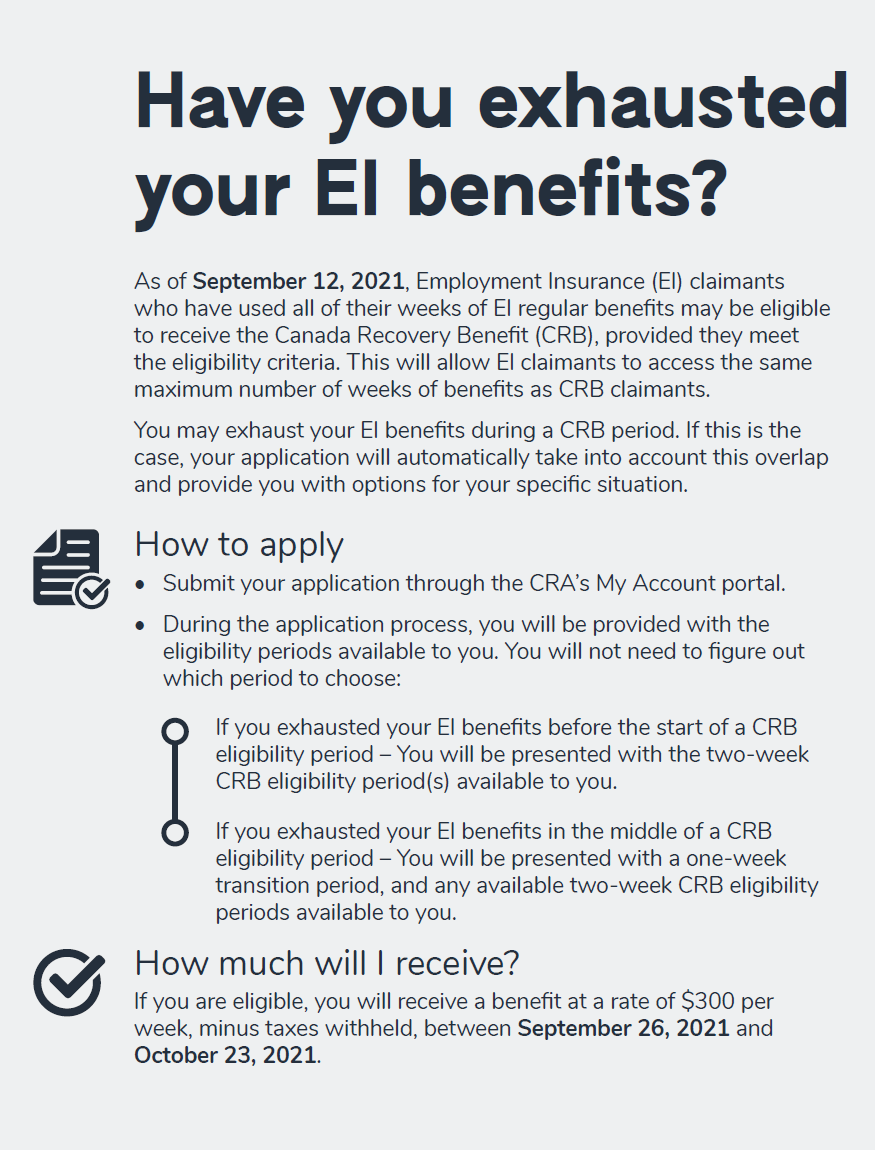 Have you exhausted
your EI benefits?
As of September 12, 2021, Employment Insurance (EI) claimants
who have used all of their weeks of EI regular benefits may be eligible
to receive the Canada Recovery Benefit (CRB), provided they meet
the eligibility criteria. This will allow EI claimants to access the same
maximum number of weeks of benefits as CRB claimants.
You may exhaust your EI benefits during a CRB period. If this is the
case, your application will automatically take into account this overlap
and provide you with options for your specific situation.
How to apply
• Submit your application through the CRA’s My Account portal.
• During the application process, you will be provided with the
eligibility periods available to you. You will not need to figure out
which period to choose:
If you exhausted your EI benefits before the start of a CRB
eligibility period – You will be presented with the two-week
CRB eligibility period(s) available to you.
If you exhausted your EI benefits in the middle of a CRB
eligibility period – You will be presented with a one-week
transition period, and any available two-week CRB eligibility
periods available to you.
How much will I receive?
If you are eligible, you will receive a benefit at a rate of $300 per
week, minus taxes withheld, between September 26, 2021 and
October 23, 2021.